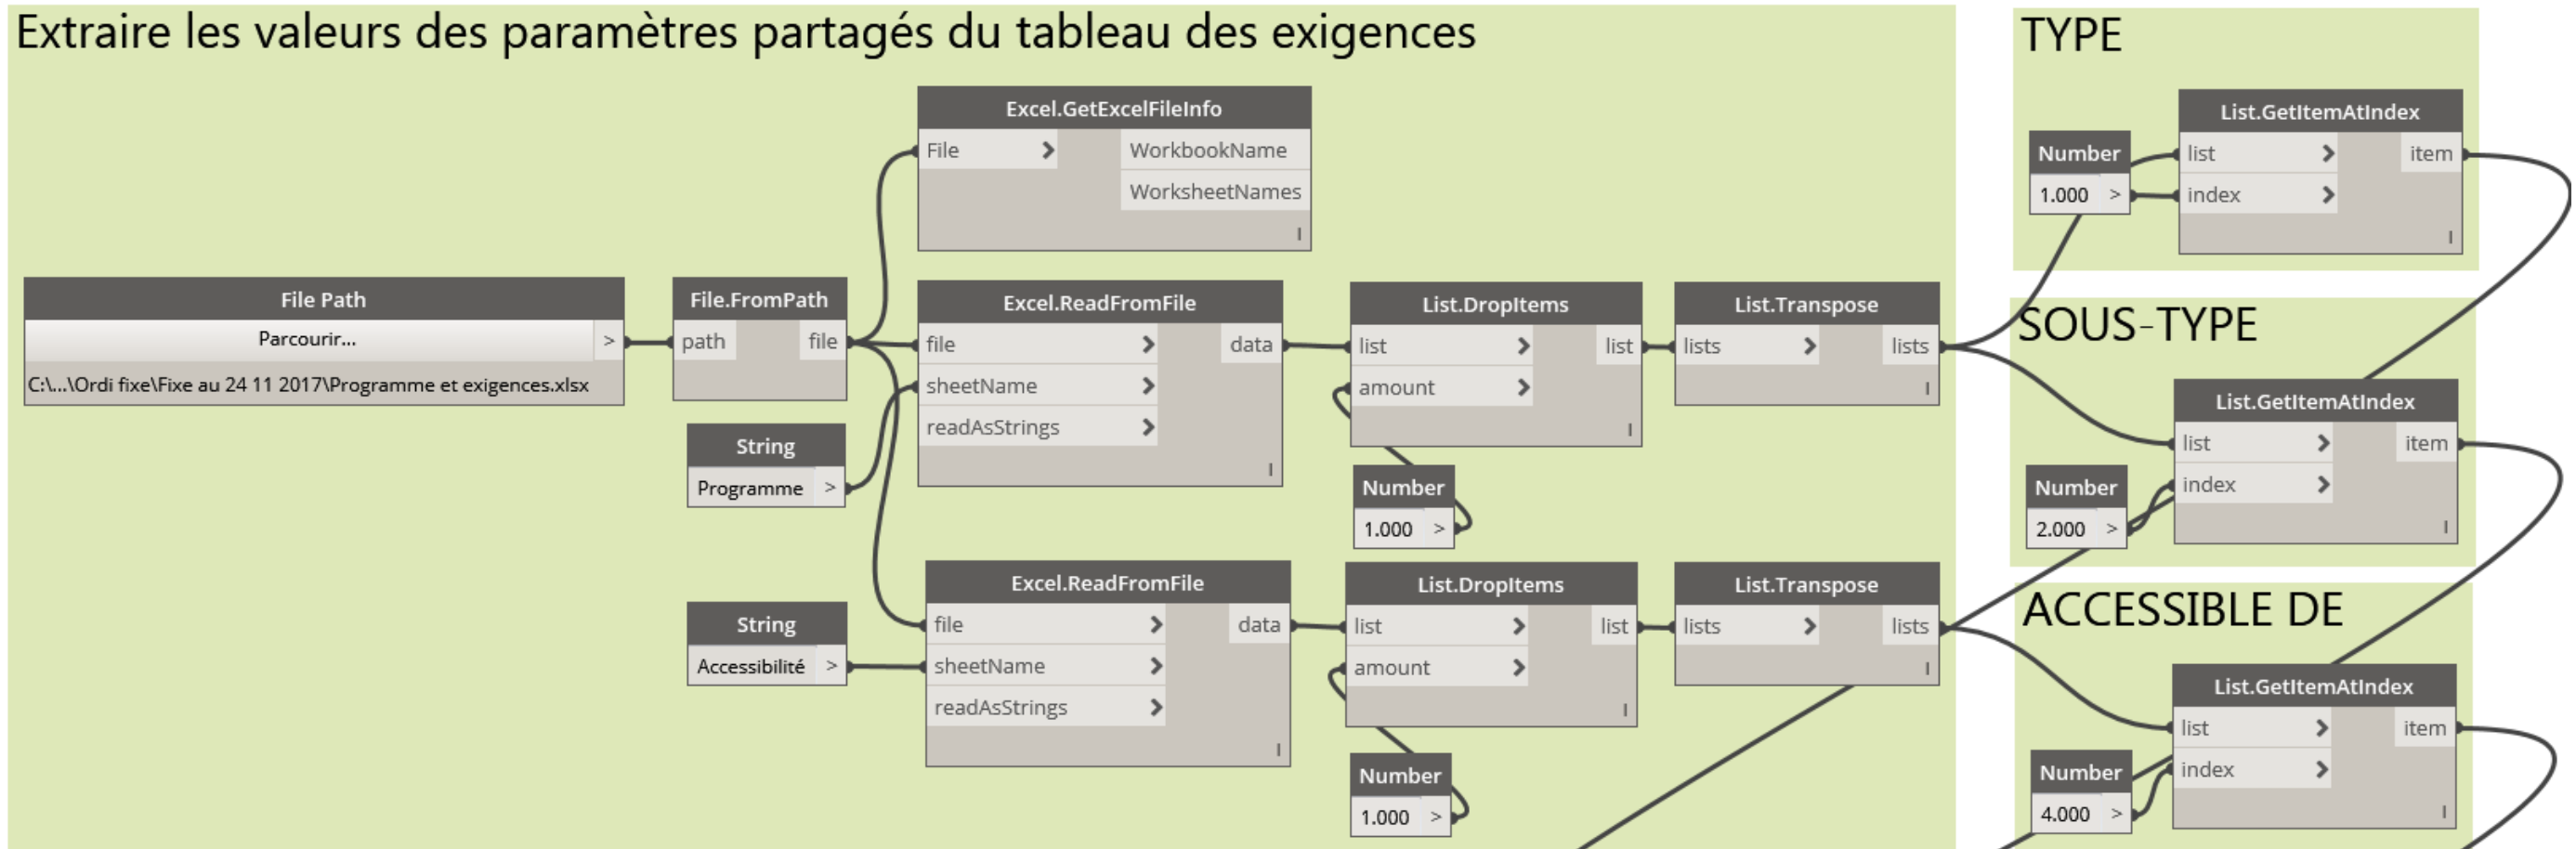 Extraire les valeurs des paramètres partagés du tableau des exigences
File Path
Parcourir...
>
C:\...\Ordi fixe\Fixe au 24 11 2017\Programme et exigences.xlsx
File.FromPath
path
file
Excel.GetExcelFileInfo
File
WorkbookName
WorksheetNames
Excel.ReadFromFile
file
data
sheetName
readAsStrings
String
Programme >
List.DropItems
list
list
amount
Number
1.000 >
List.Transpose
lists
lists
Excel.ReadFromFile
file
data
sheetName
readAsStrings
String
Accessibilité >
List.DropItems
list
list
amount
Number
1.000 >
List.Transpose
lists
lists
TYPE
List.GetItemAtIndex
list
item
index
Number
1.000 >
SOUS-TYPE
List.GetItemAtIndex
list
item
index
Number
2.000 >
ACCESSIBLE DE
List.GetItemAtIndex
list
item
index
Number
4.000 >